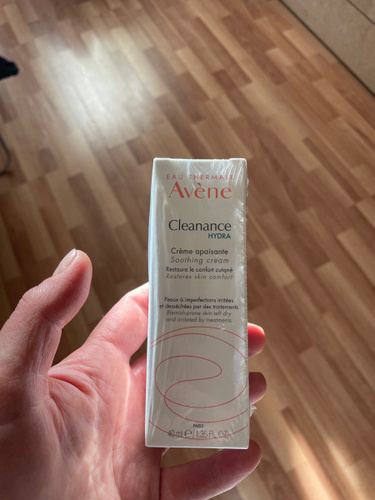 EAU THERMALE
Avène
Cleanance
HYDRA
Crème apaisante
Soothing cream
Restaure le confort cutané
Restores skin comfort
Peaux à imperfections irritées
et desséchées par des traitements
Blemish-prone skin left dry
and irritated by treatments
PARIS
40 ml e / 1.35 FL. OZ.